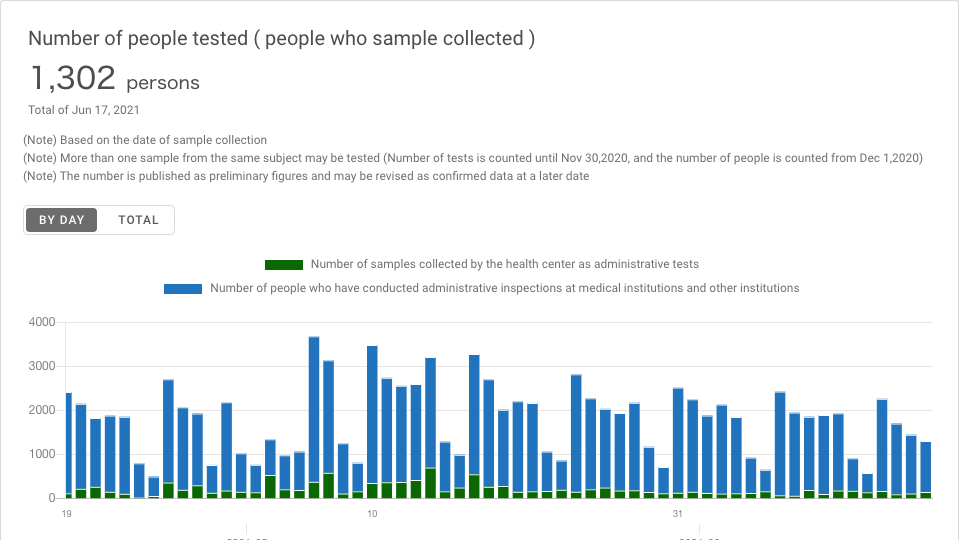 Number of people tested ( people who sample collected )
1,302 persons
Total of Jun 17, 2021
(Note) Based on the date of sample collection
(Note) More than one sample from the same subject may be tested (Number of tests is counted until Nov 30,2020, and the number of people is counted from Dec 1,2020)
(Note) The number is published as preliminary figures and may be revised as confirmed data at a later date
BY DAY TOTAL
Number of samples collected by the health center as administrative tests
Number of people who have conducted administrative inspections at medical institutions and other institutions
4000
3000
2000
1000
0
19 10 31